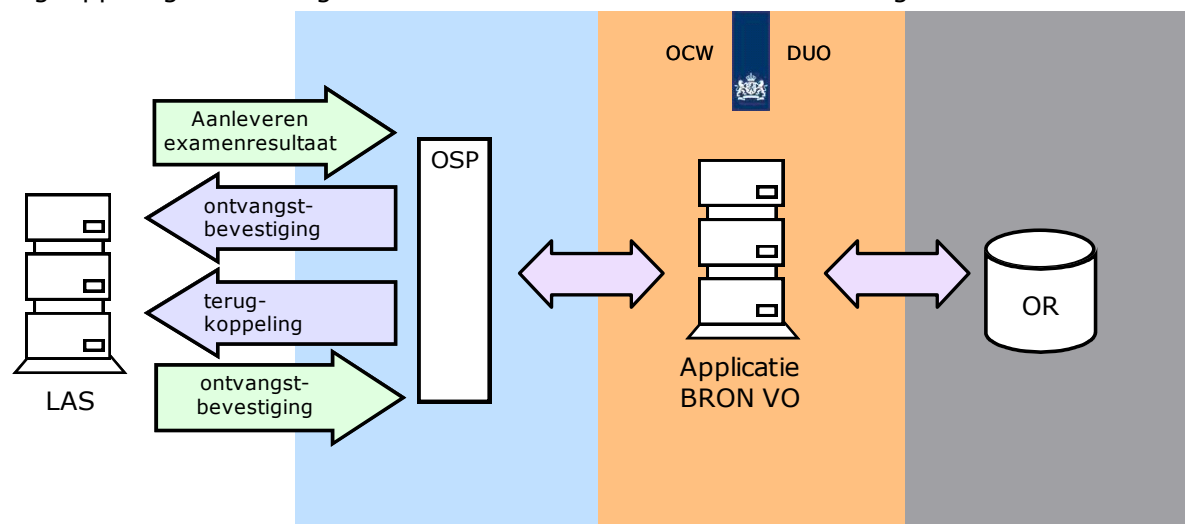 OCW DUO
Aanleveren
examenresultaat
OSP
ontvangst-
bevestiging
terug-
koppeling
ontvangst-
bevestiging
LAS
Applicatie
BRON VO
OR